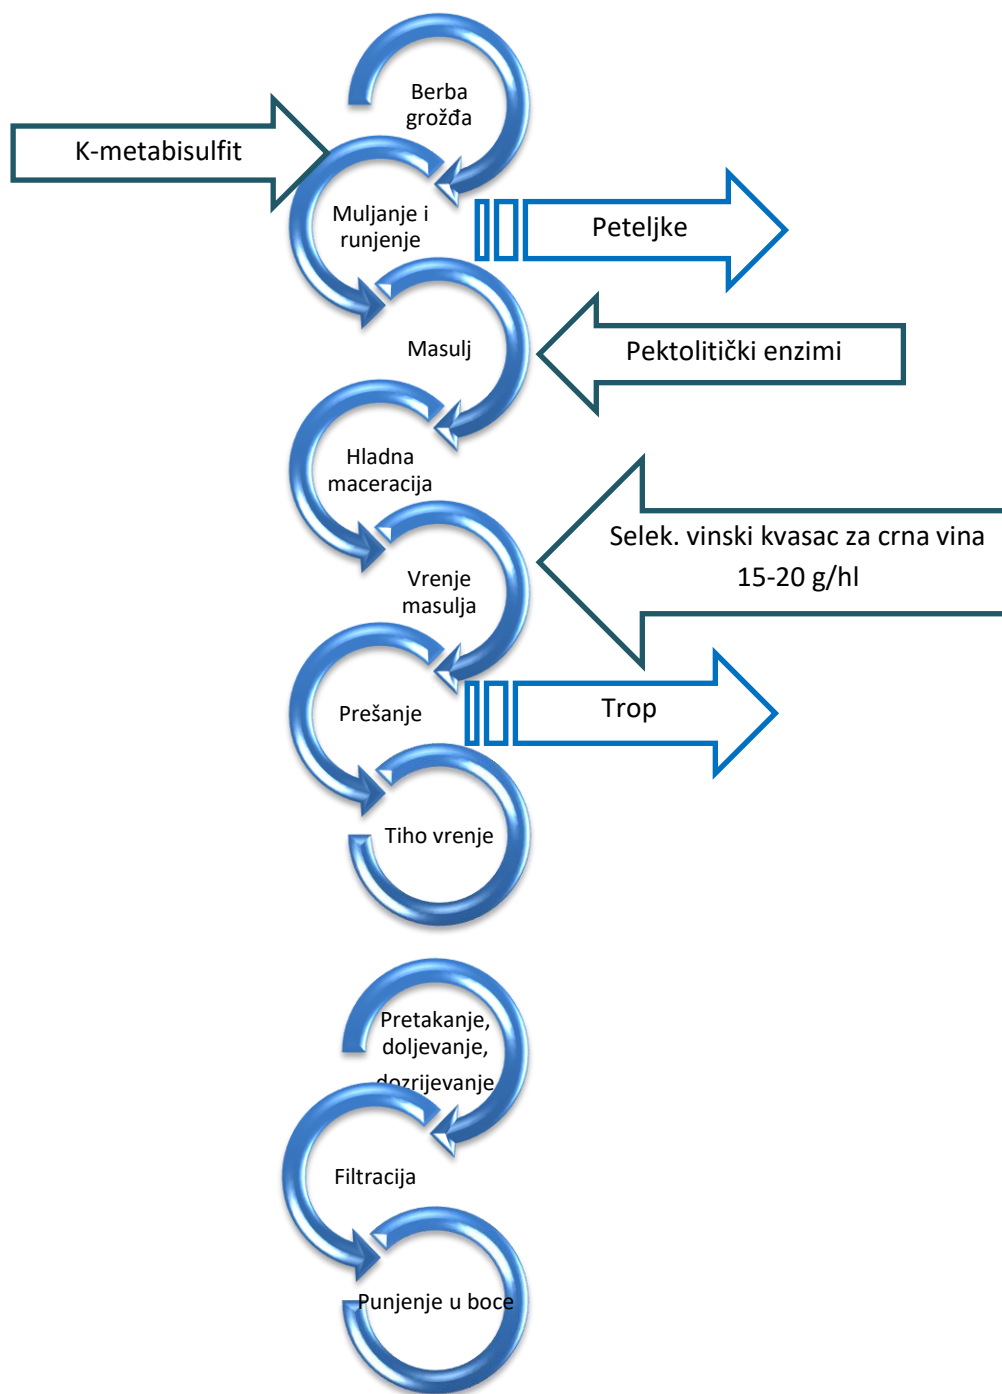 Berba
grožđa
K-metabisulfit
Muljanje i
runjenje
Peteljke
Masulj
Pektolitički enzimi
Hladna
maceracija
Selek. vinski kvasac za crna vina
15-20 g/hl
Vrenje
masulja
Prešanje
Trop
Tiho vrenje
Pretakanje,
doljevanje,
dozrijevanje
Filtracija
Punjenje u boce